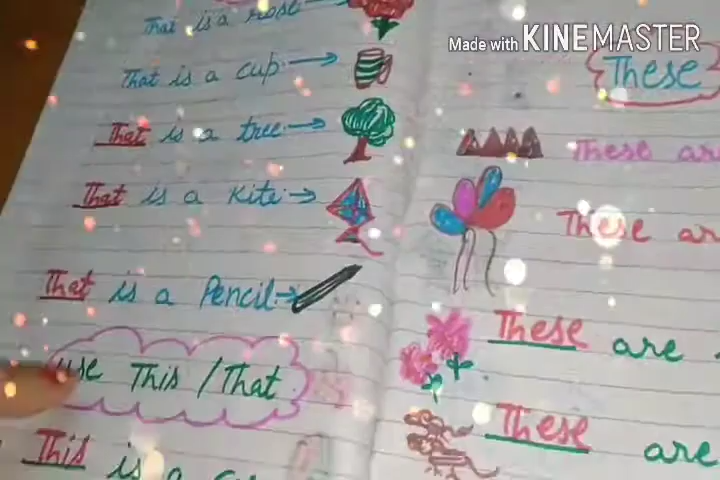 That is a rose
Made with KINEMASTER
That is a cup
That is a tree
That is a kite
That is a Pencil
Use This / That
This is a
These
These are
These are
These are
These are